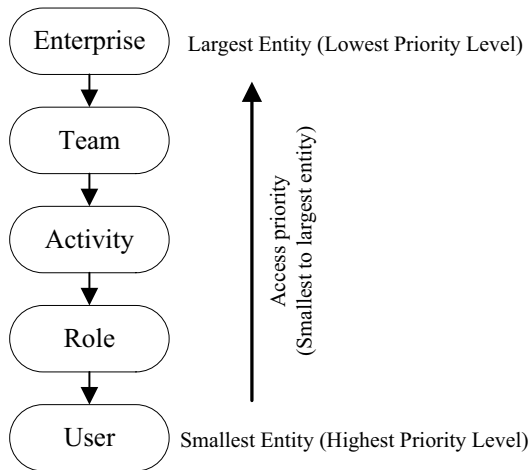 Enterprise
Largest Entity (Lowest Priority Level)
Team
Activity
Access priority
(Smallest to largest entity)
Role
User
Smallest Entity (Highest Priority Level)